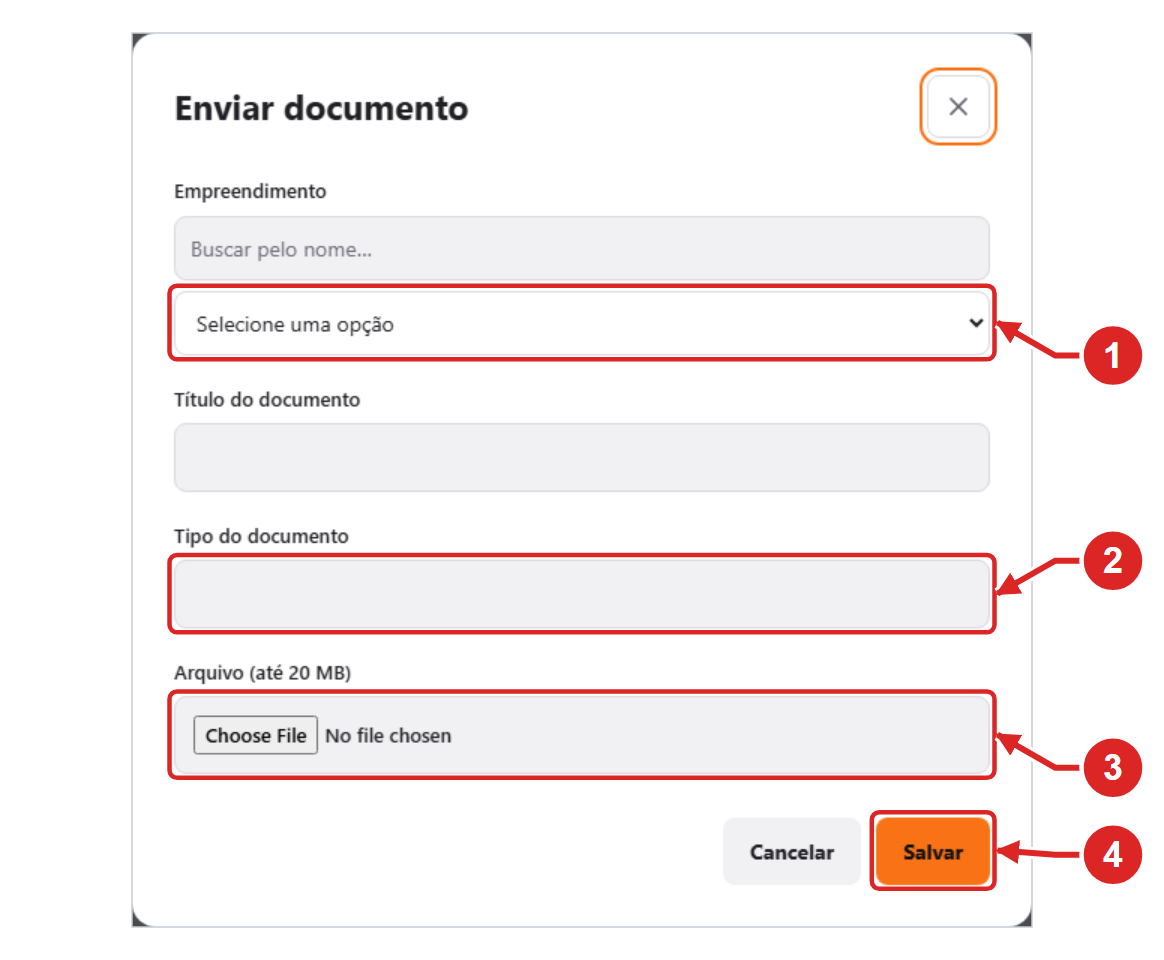 Enviar documento
Empreendimento
Buscar pelo nome...
Selecione uma opção
1
Título do documento
Tipo do documento
2
Arquivo (até 20 MB)
Choose File No file chosen
3
Cancelar
Salvar
4